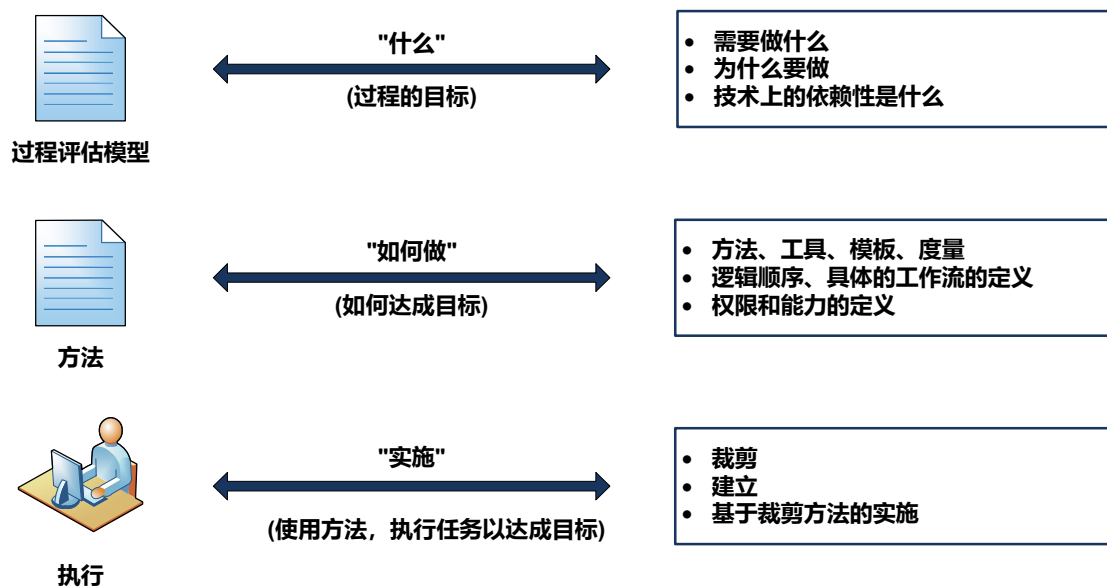 "什么"
(过程的目标)
过程评估模型
• 需要做什么
• 为什么要做
• 技术上的依赖性是什么
"如何做"
(如何达成目标)
方法
• 方法、工具、模板、度量
• 逻辑顺序、具体的工作流的定义
• 权限和能力的定义
"实施"
(使用方法，执行任务以达成目标)
执行
• 裁剪
• 建立
• 基于裁剪方法的实施